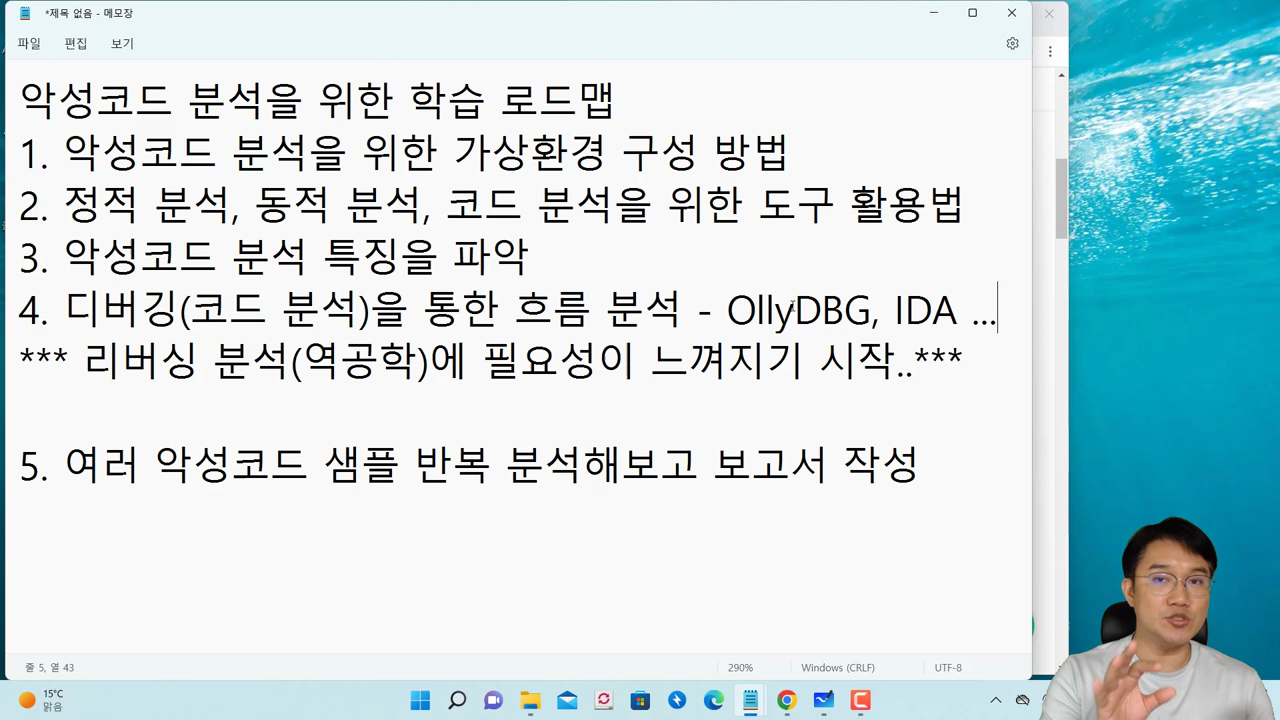 *제목 없음 - 메모장
파일 편집 보기
악성코드 분석을 위한 학습 로드맵
1. 악성코드 분석을 위한 가상환경 구성 방법
2. 정적 분석, 동적 분석, 코드 분석을 위한 도구 활용법
3. 악성코드 분석 특징을 파악
4. 디버깅(코드 분석)을 통한 흐름 분석 - OllyDBG, IDA ...
*** 리버싱 분석(역공학)에 필요성이 느껴지기 시작..***
5. 여러 악성코드 샘플 반복 분석해보고 보고서 작성
줄 5, 열 43 290% Windows (CRLF) UTF-8
15°C
맑음